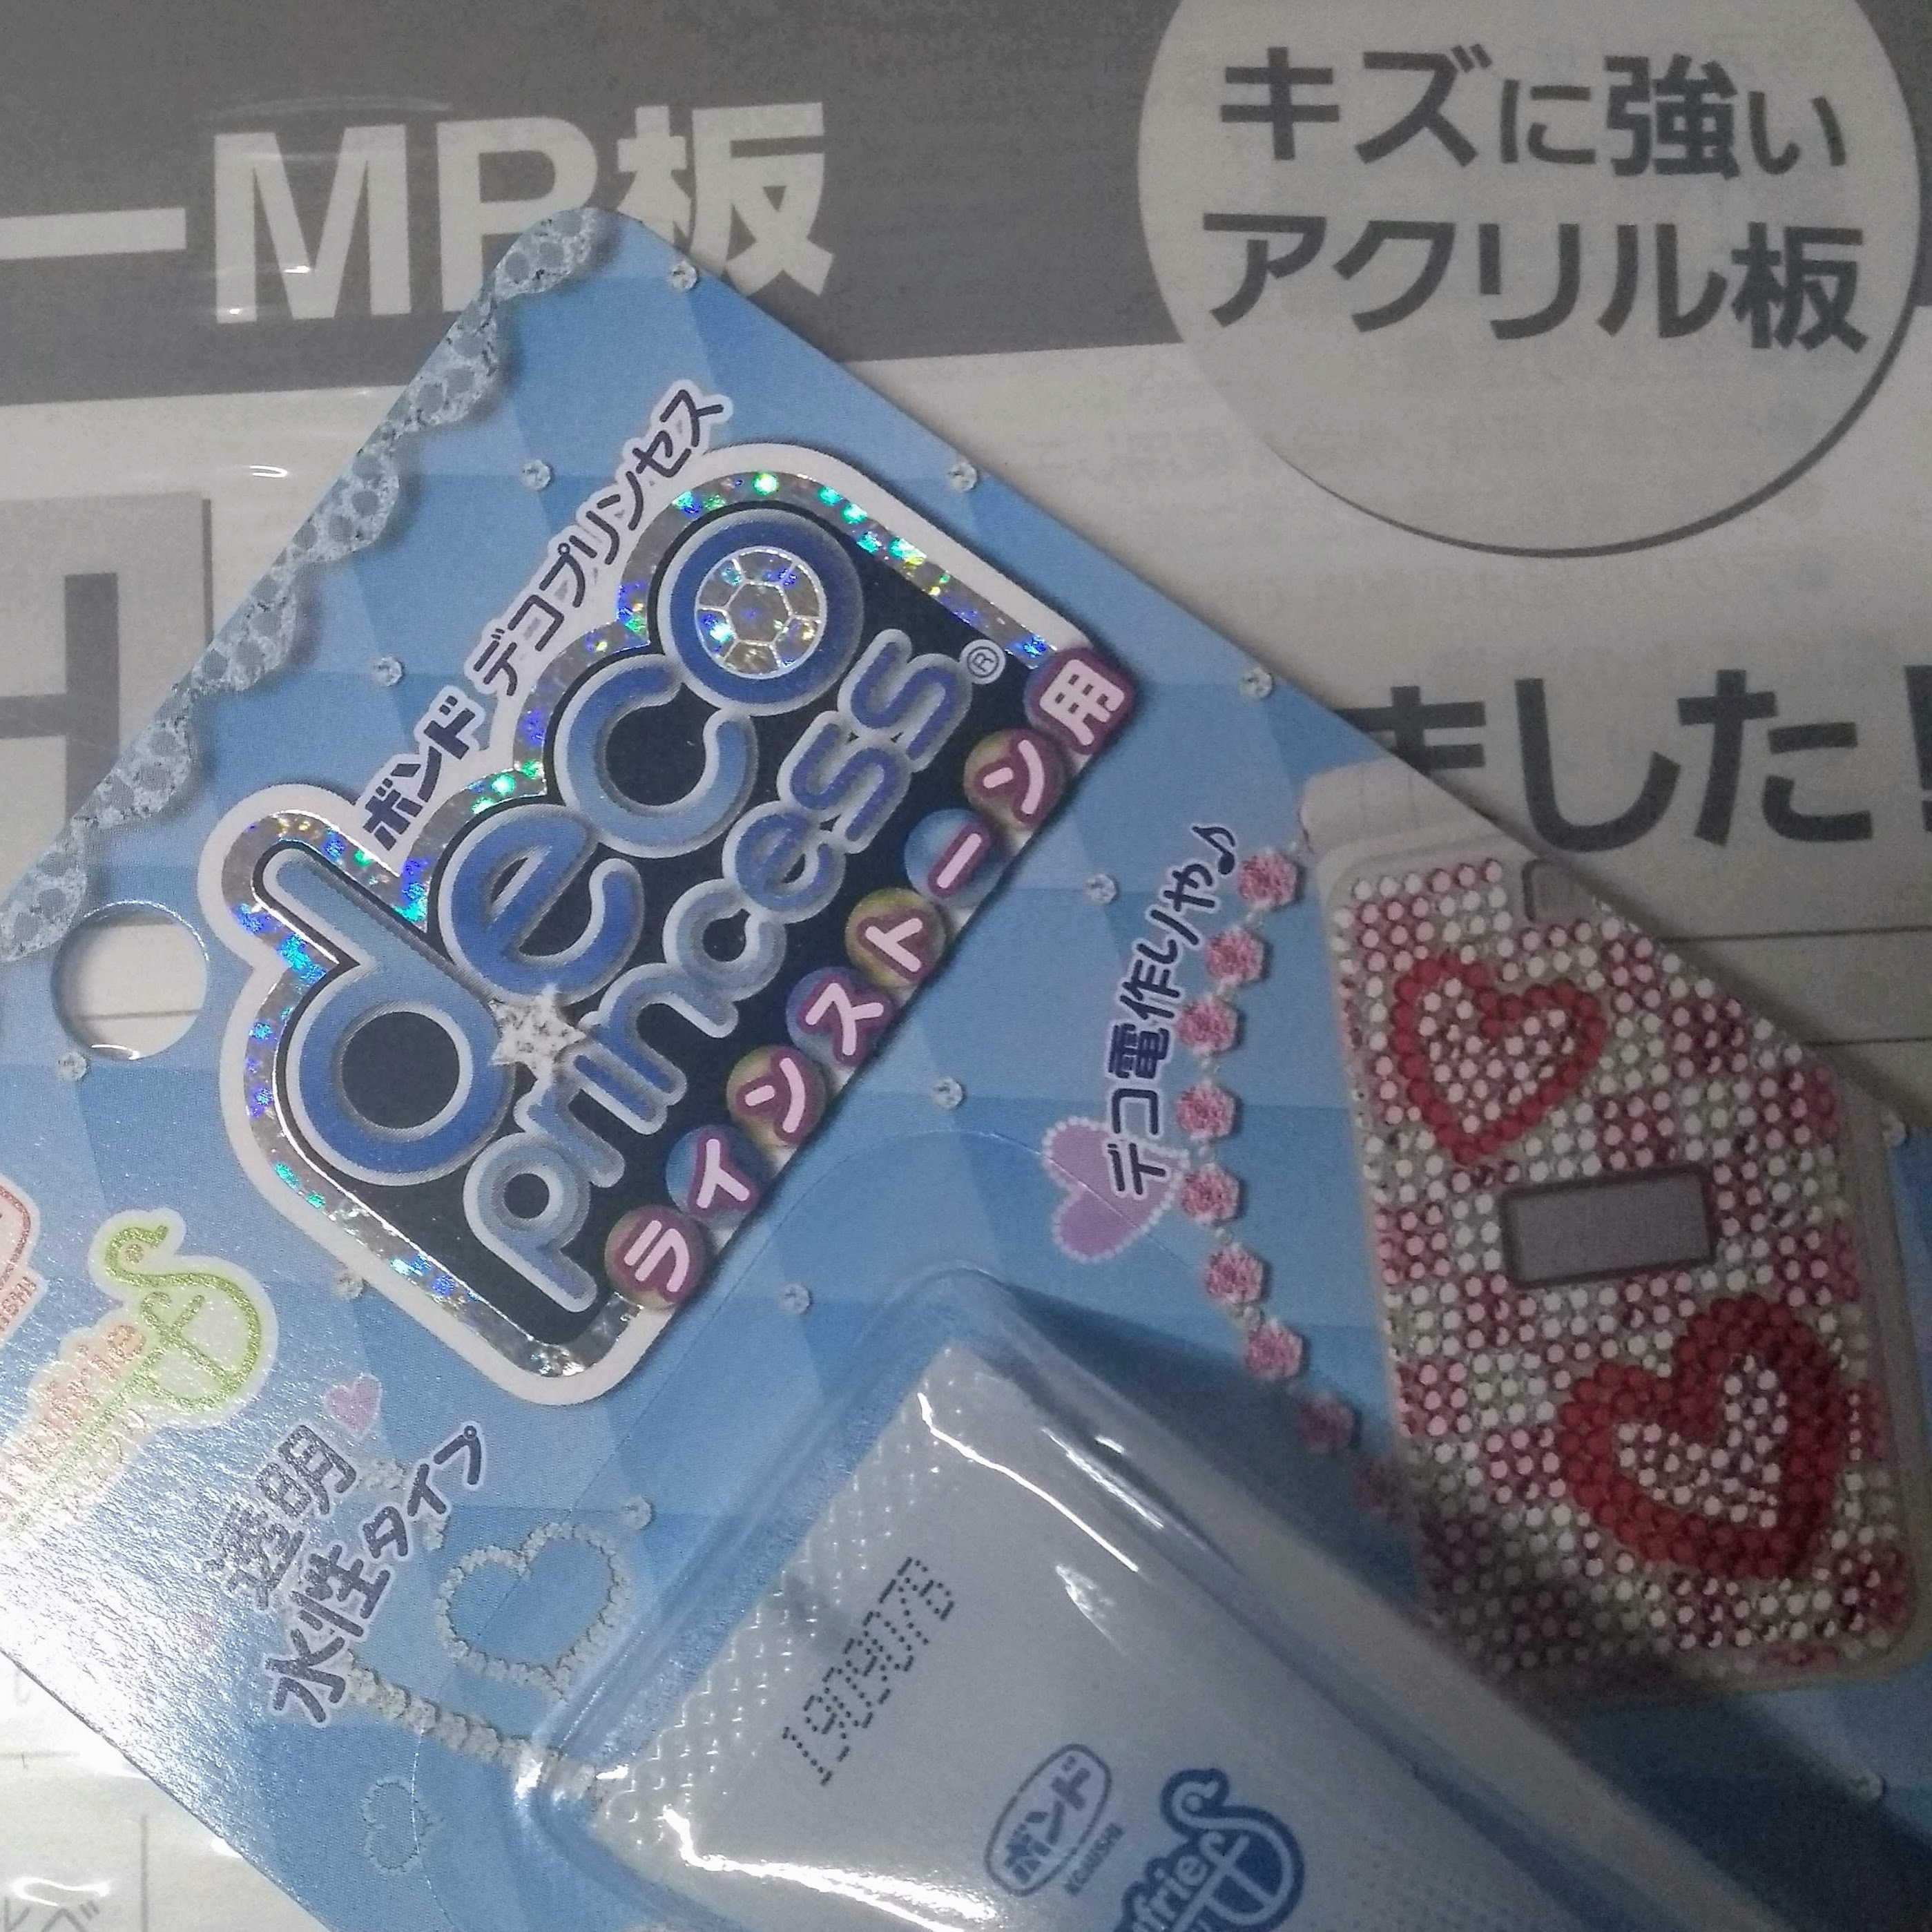 ーMR板
キズに強い
アクリル板
ました!
ボンド デコプリンセス
deco
princess®
ラインストーン用
デコ電作りや♪
透明
水性タイプ
ボンド
KONISHI